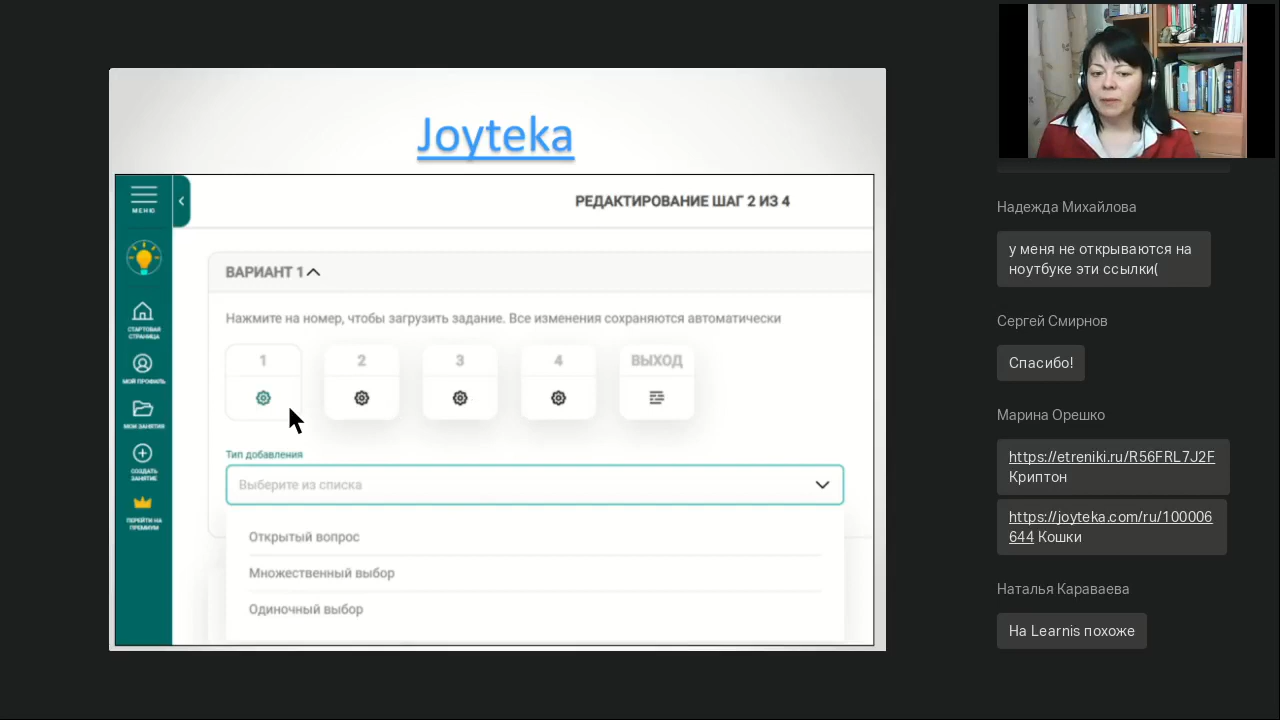 Joyteka
МЕНЮ
РЕДАКТИРОВАНИЕ ШАГ 2 ИЗ 4
ВАРИАНТ 1
СТАРТОВАЯ
СТРАНИЦА
МОЙ ПРОФИЛЬ
МОИ ЗАНЯТИЯ
СОЗДАТЬ
ЗАНЯТИЕ
ПЕРЕЙТИ НА
ПРЕМИУМ
Нажмите на номер, чтобы загрузить задание. Все изменения сохраняются автоматически
1 2 3 4 ВЫХОД
Тип добавления
Выберите из списка
Открытый вопрос
Множественный выбор
Одиночный выбор
Надежда Михайлова
у меня не открываются на
ноутбуке эти ссылки(
Сергей Смирнов
Спасибо!
Марина Орешко
https://etreniki.ru/R56FRL7J2F
Криптон
https://joyteka.com/ru/100006
644 Кошки
Наталья Караваева
На Learnis похоже